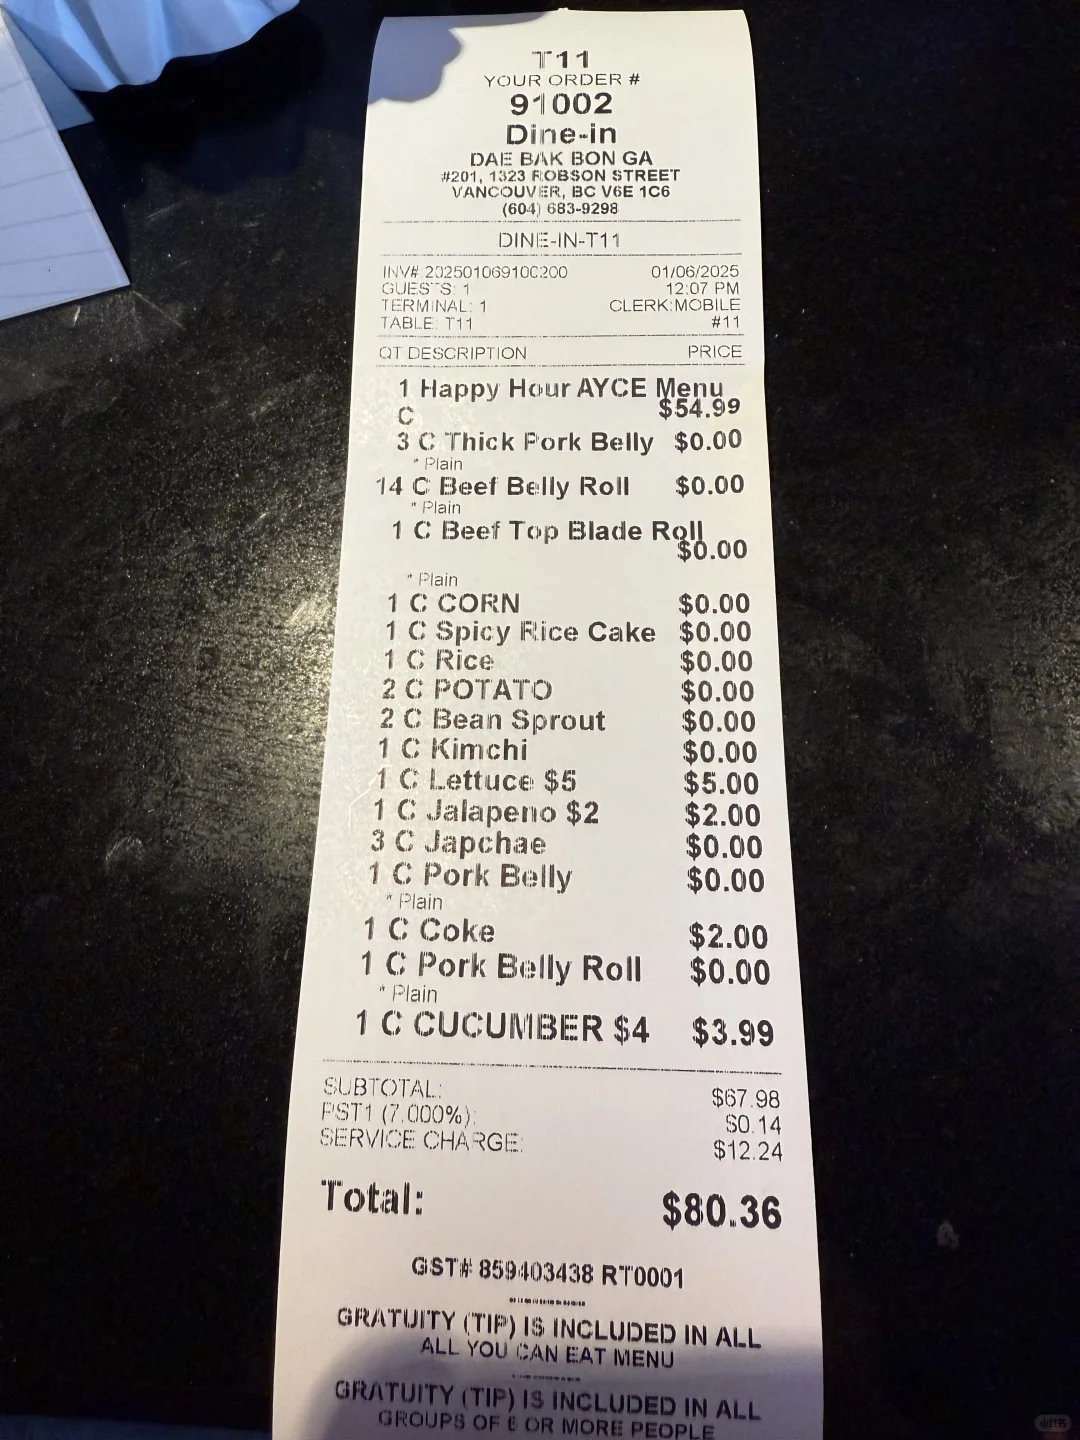 T11
YOUR ORDER #
91002
Dine-in
DAE BAK BON GA
#201, 1323 ROBSON STREET
VANCOUVER, BC V6E 1C6
(604) 683-9298
DINE-IN-T11
INV#: 202501069100200 01/06/2025
GUESTS: 1 12:07 PM
TERMINAL: 1 CLERK:MOBILE
TABLE: T11 #11
QT DESCRIPTION PRICE
1 Happy Hour AYCE Menu
C $54.99
3 C Thick Pork Belly $0.00
* Plain
14 C Beef Belly Roll $0.00
* Plain
1 C Beef Top Blade Roll
$0.00
* Plain
1 C CORN $0.00
1 C Spicy Rice Cake $0.00
1 C Rice $0.00
2 C POTATO $0.00
2 C Bean Sprout $0.00
1 C Kimchi $0.00
1 C Lettuce $5 $5.00
1 C Jalapeno $2 $2.00
3 C Japchae $0.00
1 C Pork Belly $0.00
* Plain
1 C Coke $2.00
1 C Pork Belly Roll $0.00
* Plain
1 C CUCUMBER $4 $3.99
SUBTOTAL: $67.98
PST1 (7.000%): $0.14
SERVICE CHARGE: $12.24
Total: $80.36
GST# 859403438 RT0001
GRATUITY (TIP) IS INCLUDED IN ALL
ALL YOU CAN EAT MENU
GRATUITY (TIP) IS INCLUDED IN ALL
GROUPS OF 6 OR MORE PEOPLE